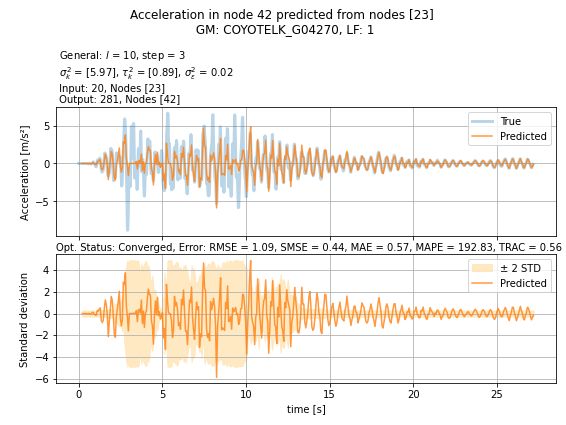 Acceleration in node 42 predicted from nodes [23]
GM: COYOTELK_G04270, LF: 1
General: l = 10, step = 3
σ²ₖ = [5.97], τ²ₖ = [0.89], σ²ε = 0.02
Input: 20, Nodes [23]
Output: 281, Nodes [42]
Acceleration [m/s²]
5
0
−5
True
Predicted
Opt. Status: Converged, Error: RMSE = 1.09, SMSE = 0.44, MAE = 0.57, MAPE = 192.83, TRAC = 0.56
Standard deviation
4
2
0
−2
−4
−6
± 2 STD
Predicted
0 5 10 15 20 25
time [s]